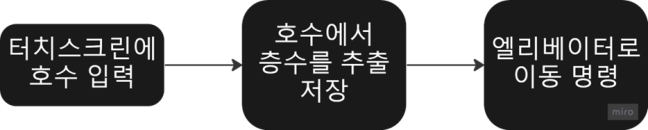 터치스크린에
호수 입력
호수에서
층수를 추출
저장
엘리베이터로
이동 명령
miro